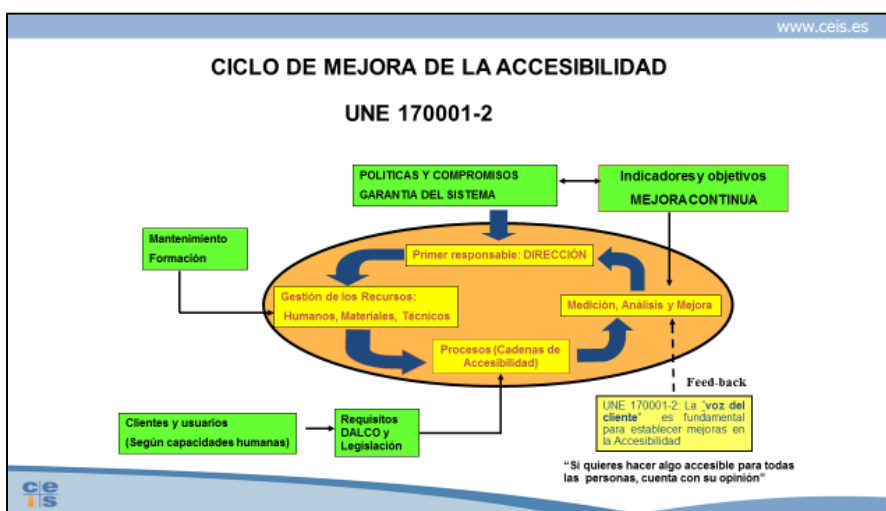 www.ceis.es
CICLO DE MEJORA DE LA ACCESIBILIDAD
UNE 170001-2
POLITICAS Y COMPROMISOS
GARANTIA DEL SISTEMA
Indicadores y objetivos
MEJORA CONTINUA
Mantenimiento
Formación
Primer responsable: DIRECCIÓN
Gestión de los Recursos:
Humanos, Materiales, Técnicos
Medición, Análisis y Mejora
Procesos (Cadenas de
Accesibilidad)
Feed-back
UNE 170001-2: La "voz del
cliente" es fundamental
para establecer mejoras en
la Accesibilidad
Clientes y usuarios
(Según capacidades humanas)
Requisitos
DALCO y
Legislación
“Si quieres hacer algo accesible para todas
las personas, cuenta con su opinión”
ce
is